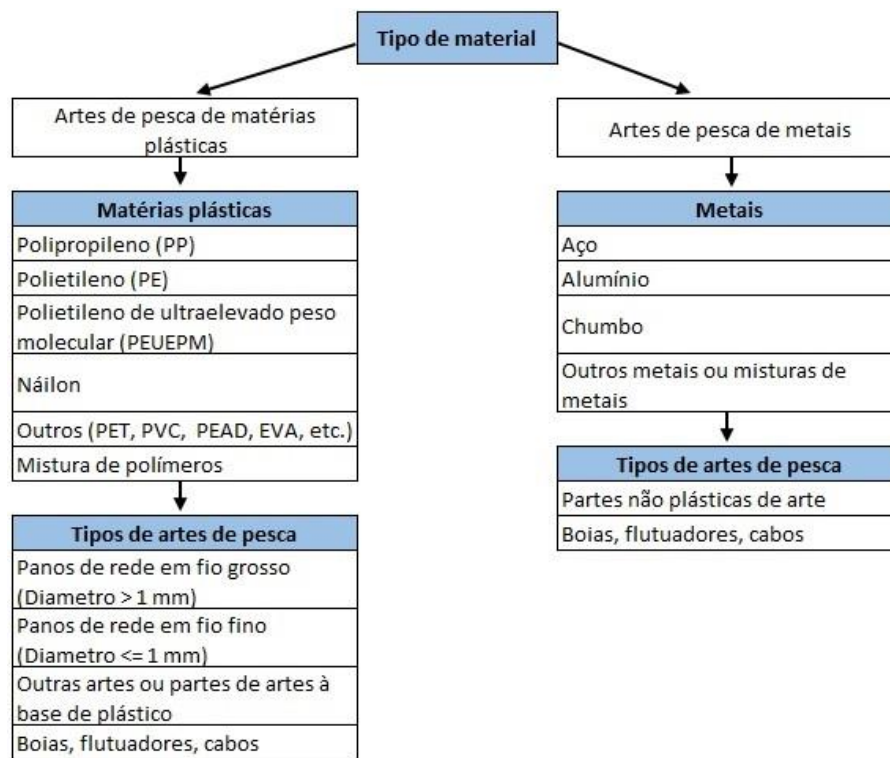 Tipo de material
Artes de pesca de matérias
plásticas
Matérias plásticas
Polipropileno (PP)
Polietileno (PE)
Polietileno de ultraelevado peso
molecular (PEUEPM)
Náilon
Outros (PET, PVC, PEAD, EVA, etc.)
Mistura de polímeros
Tipos de artes de pesca
Panos de rede em fio grosso
(Diametro > 1 mm)
Panos de rede em fio fino
(Diametro <= 1 mm)
Outras artes ou partes de artes à
base de plástico
Boias, flutuadores, cabos
Artes de pesca de metais
Metais
Aço
Alumínio
Chumbo
Outros metais ou misturas de
metais
Tipos de artes de pesca
Partes não plásticas de arte
Boias, flutuadores, cabos